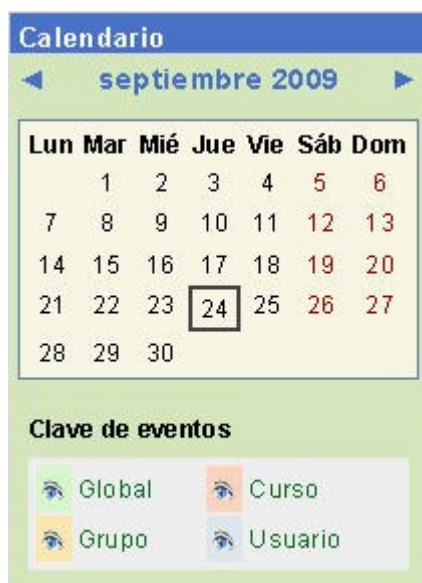 Calendario
◄ septiembre 2009 ►
Lun Mar Mié Jue Vie Sáb Dom
1 2 3 4 5 6
7 8 9 10 11 12 13
14 15 16 17 18 19 20
21 22 23 24 25 26 27
28 29 30
Clave de eventos
Global Curso
Grupo Usuario